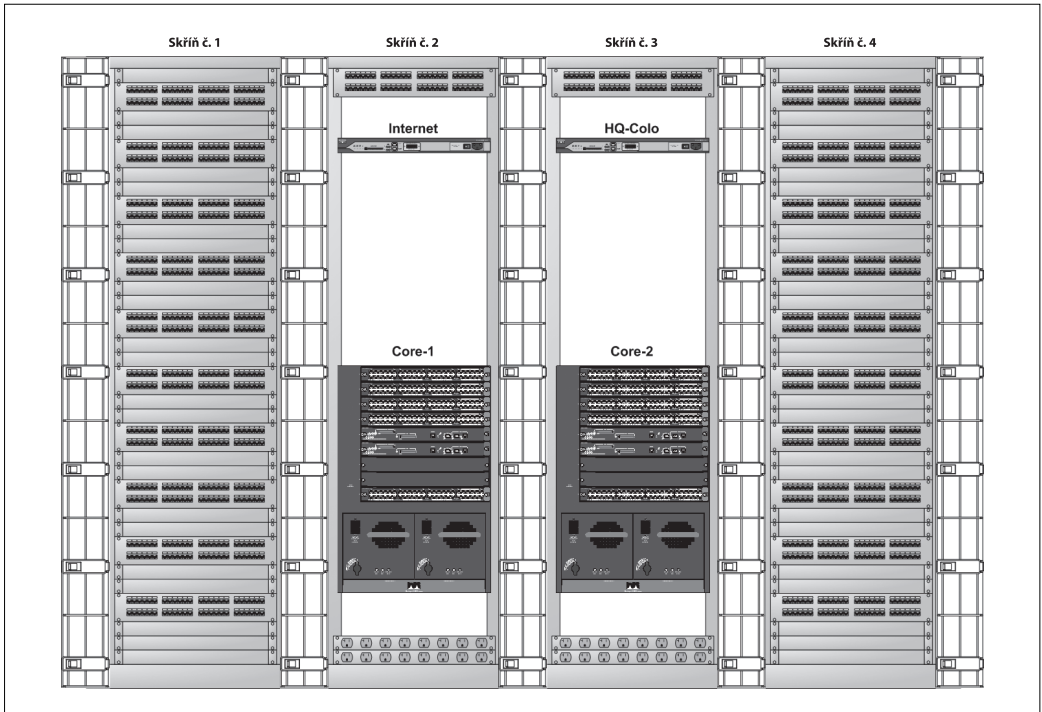 Skříň č. 1
Skříň č. 2
Skříň č. 3
Skříň č. 4
Internet
HQ-Colo
Core-1
Core-2